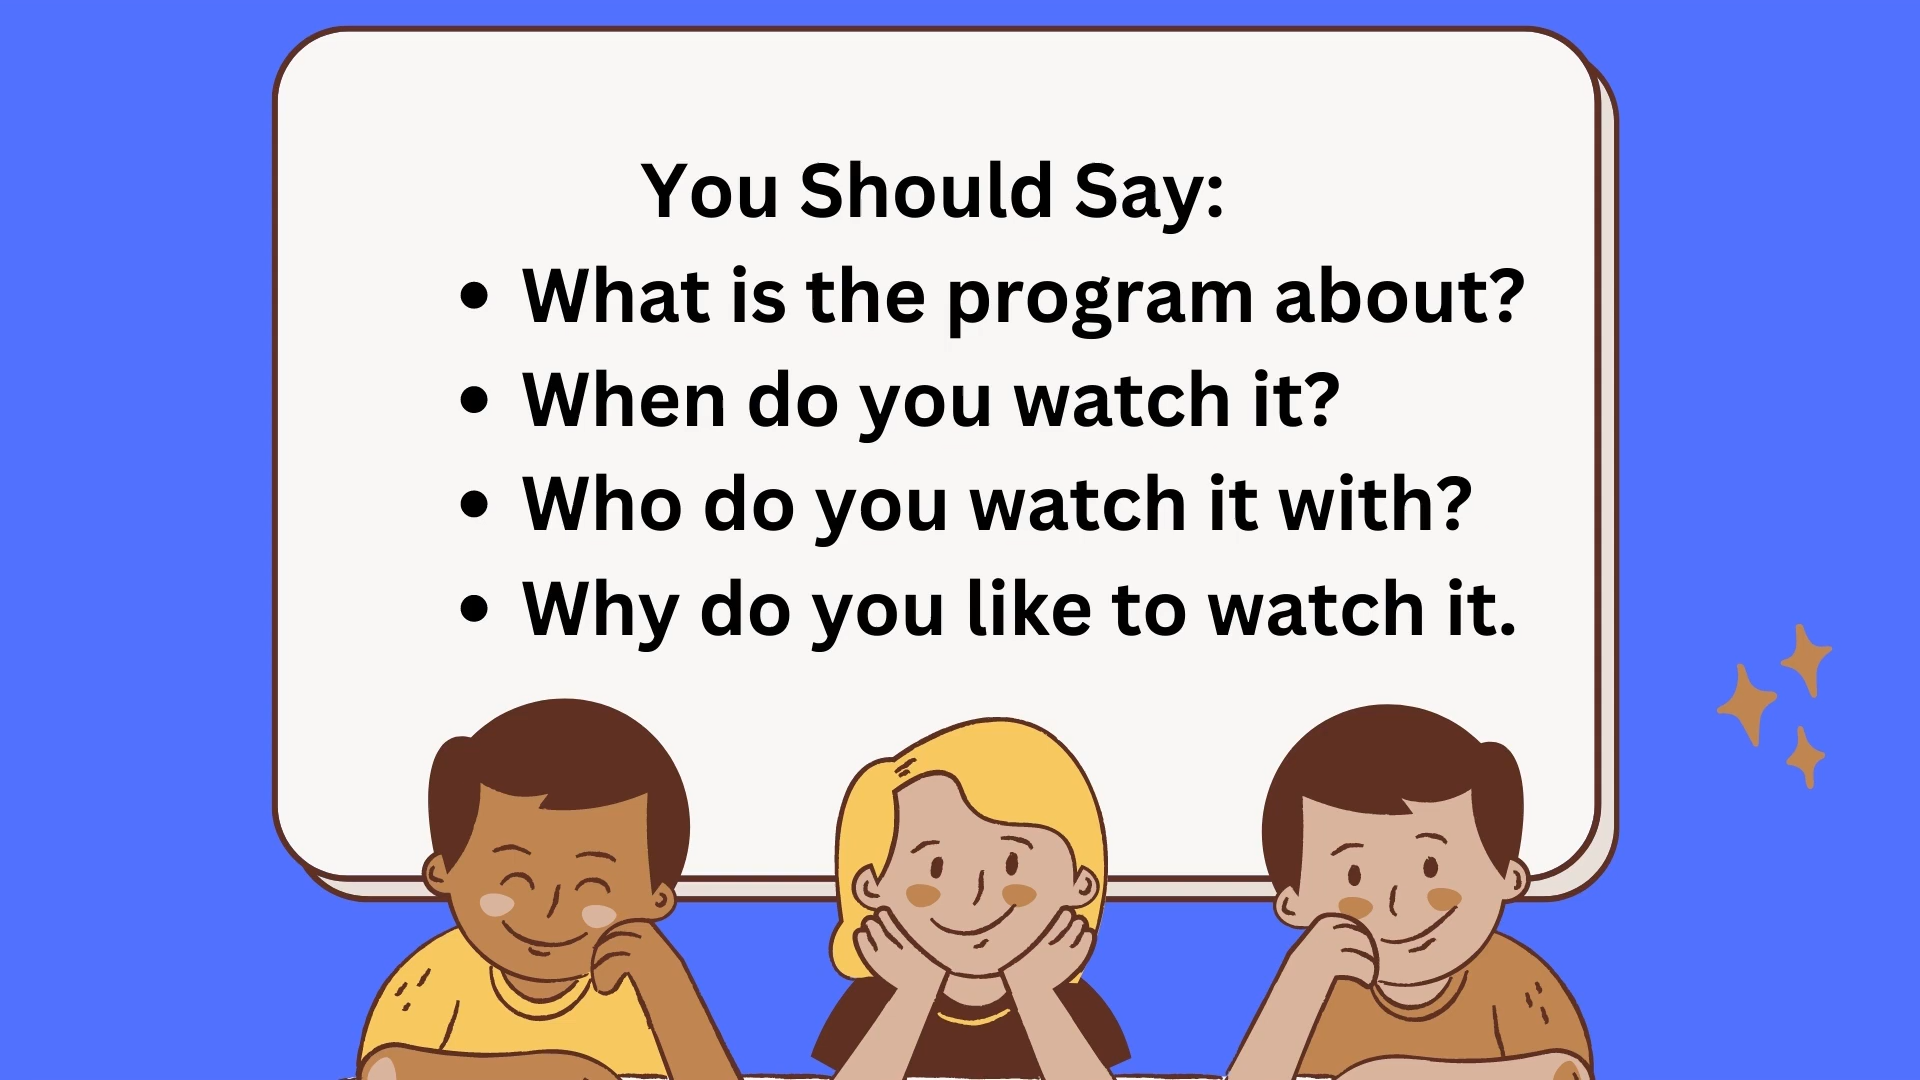 You Should Say:
• What is the program about?
• When do you watch it?
• Who do you watch it with?
• Why do you like to watch it.